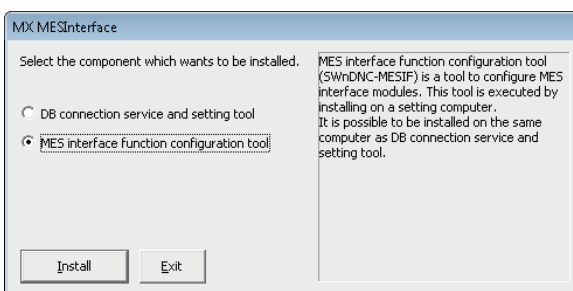 MX MESInterface
Select the component which wants to be installed.
DB connection service and setting tool
MES interface function configuration tool
Install
Exit
MES interface function configuration tool
(SWnDNC-MESIF) is a tool to configure MES
interface modules. This tool is executed by
installing on a setting computer.
It is possible to be installed on the same
computer as DB connection service and
setting tool.